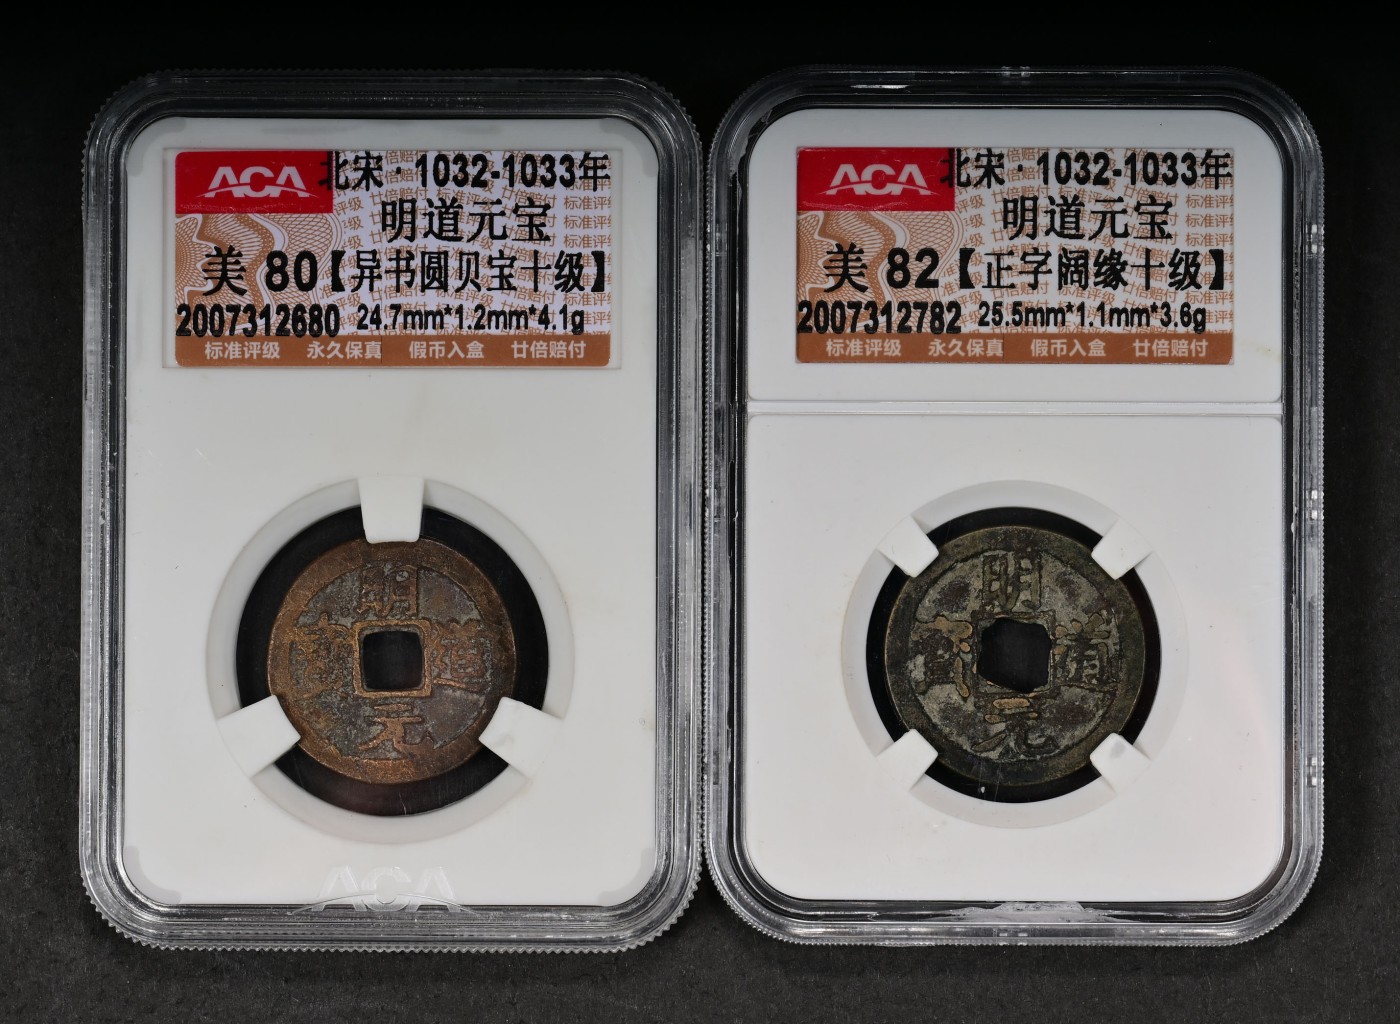 ACA
北宋·1032-1033年
明道元宝
美 80【异书圆贝宝十级】
2007312680 24.7mm*1.2mm*4.1g
标准评级 永久保真 假币入盒 廿倍赔付
明道元寳
ACA
ACA
北宋·1032-1033年
明道元宝
美 82【正字阔缘十级】
2007312782 25.5mm*1.1mm*3.6g
标准评级 永久保真 假币入盒 廿倍赔付
明道元寳